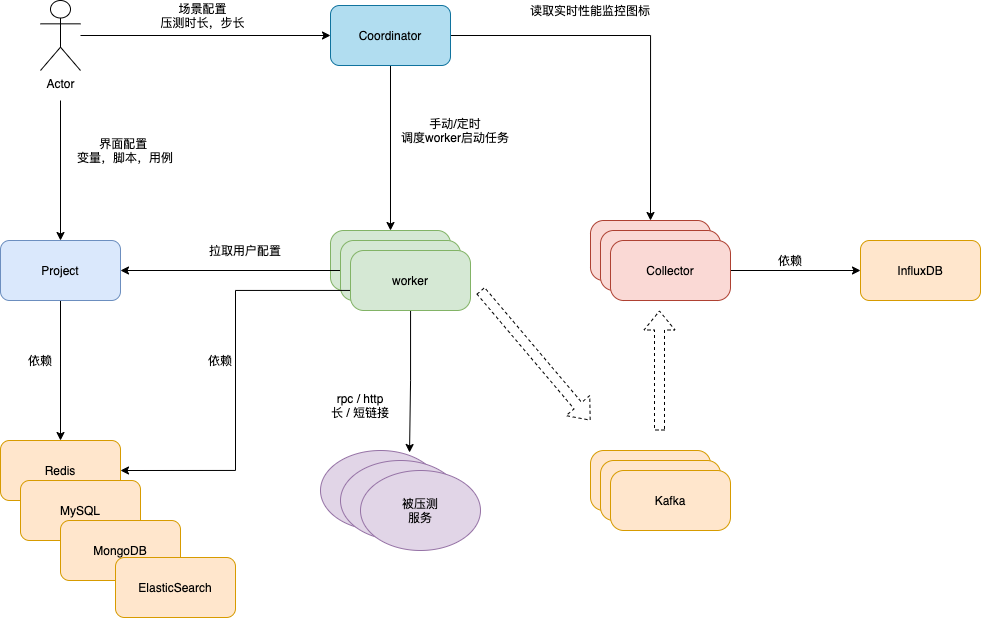 场景配置
压测时长，步长
读取实时性能监控图标
Coordinator
Actor
手动/定时
调度worker启动任务
界面配置
变量，脚本，用例
拉取用户配置
Project
worker
Collector
依赖
InfluxDB
依赖
依赖
rpc / http
长 / 短链接
Redis
MySQL
MongoDB
ElasticSearch
被压测
服务
Kafka